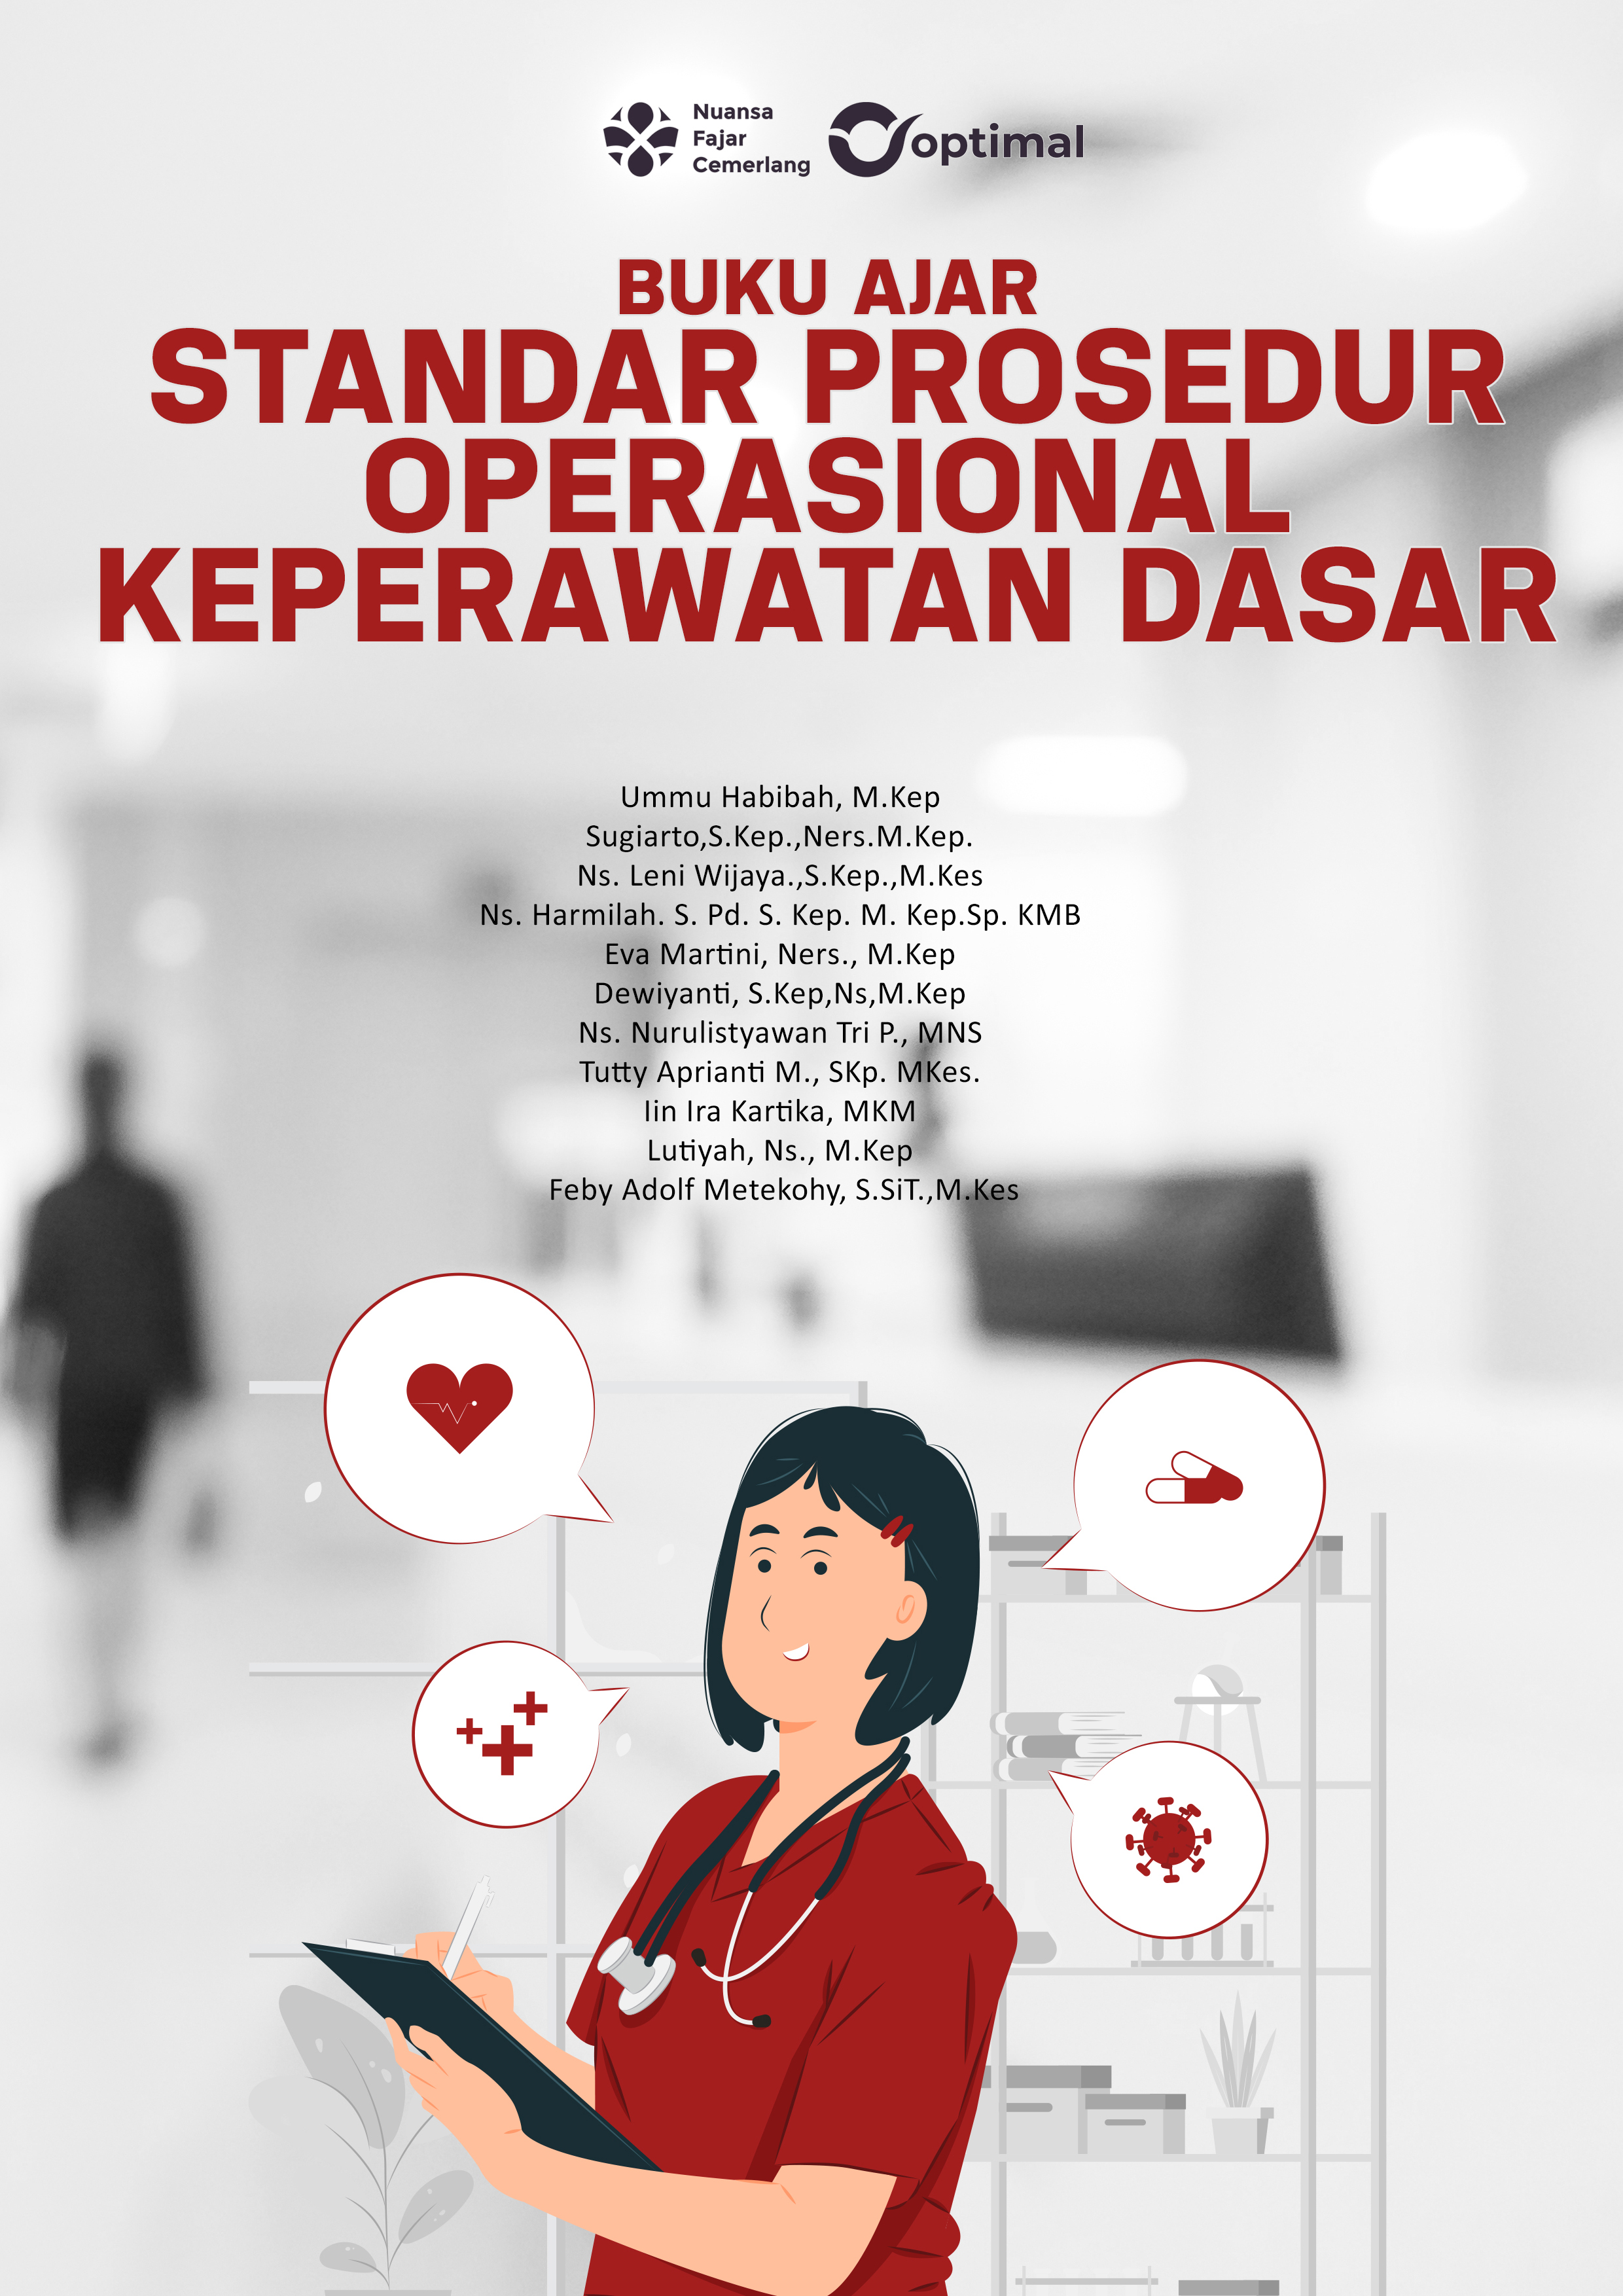 Nuansa
Fajar
Cemerlang
optimal
BUKU AJAR
STANDAR PROSEDUR
OPERASIONAL
KEPERAWATAN DASAR
Ummu Habibah, M.Kep
Sugiarto,S.Kep.,Ners.M.Kep.
Ns. Leni Wijaya.,S.Kep.,M.Kes
Ns. Harmilah. S. Pd. S. Kep. M. Kep.Sp. KMB
Eva Martini, Ners., M.Kep
Dewiyanti, S.Kep,Ns,M.Kep
Ns. Nurulistyawan Tri P., MNS
Tutty Aprianti M., SKp. MKes.
Iin Ira Kartika, MKM
Lutiyah, Ns., M.Kep
Feby Adolf Metekohy, S.SiT.,M.Kes